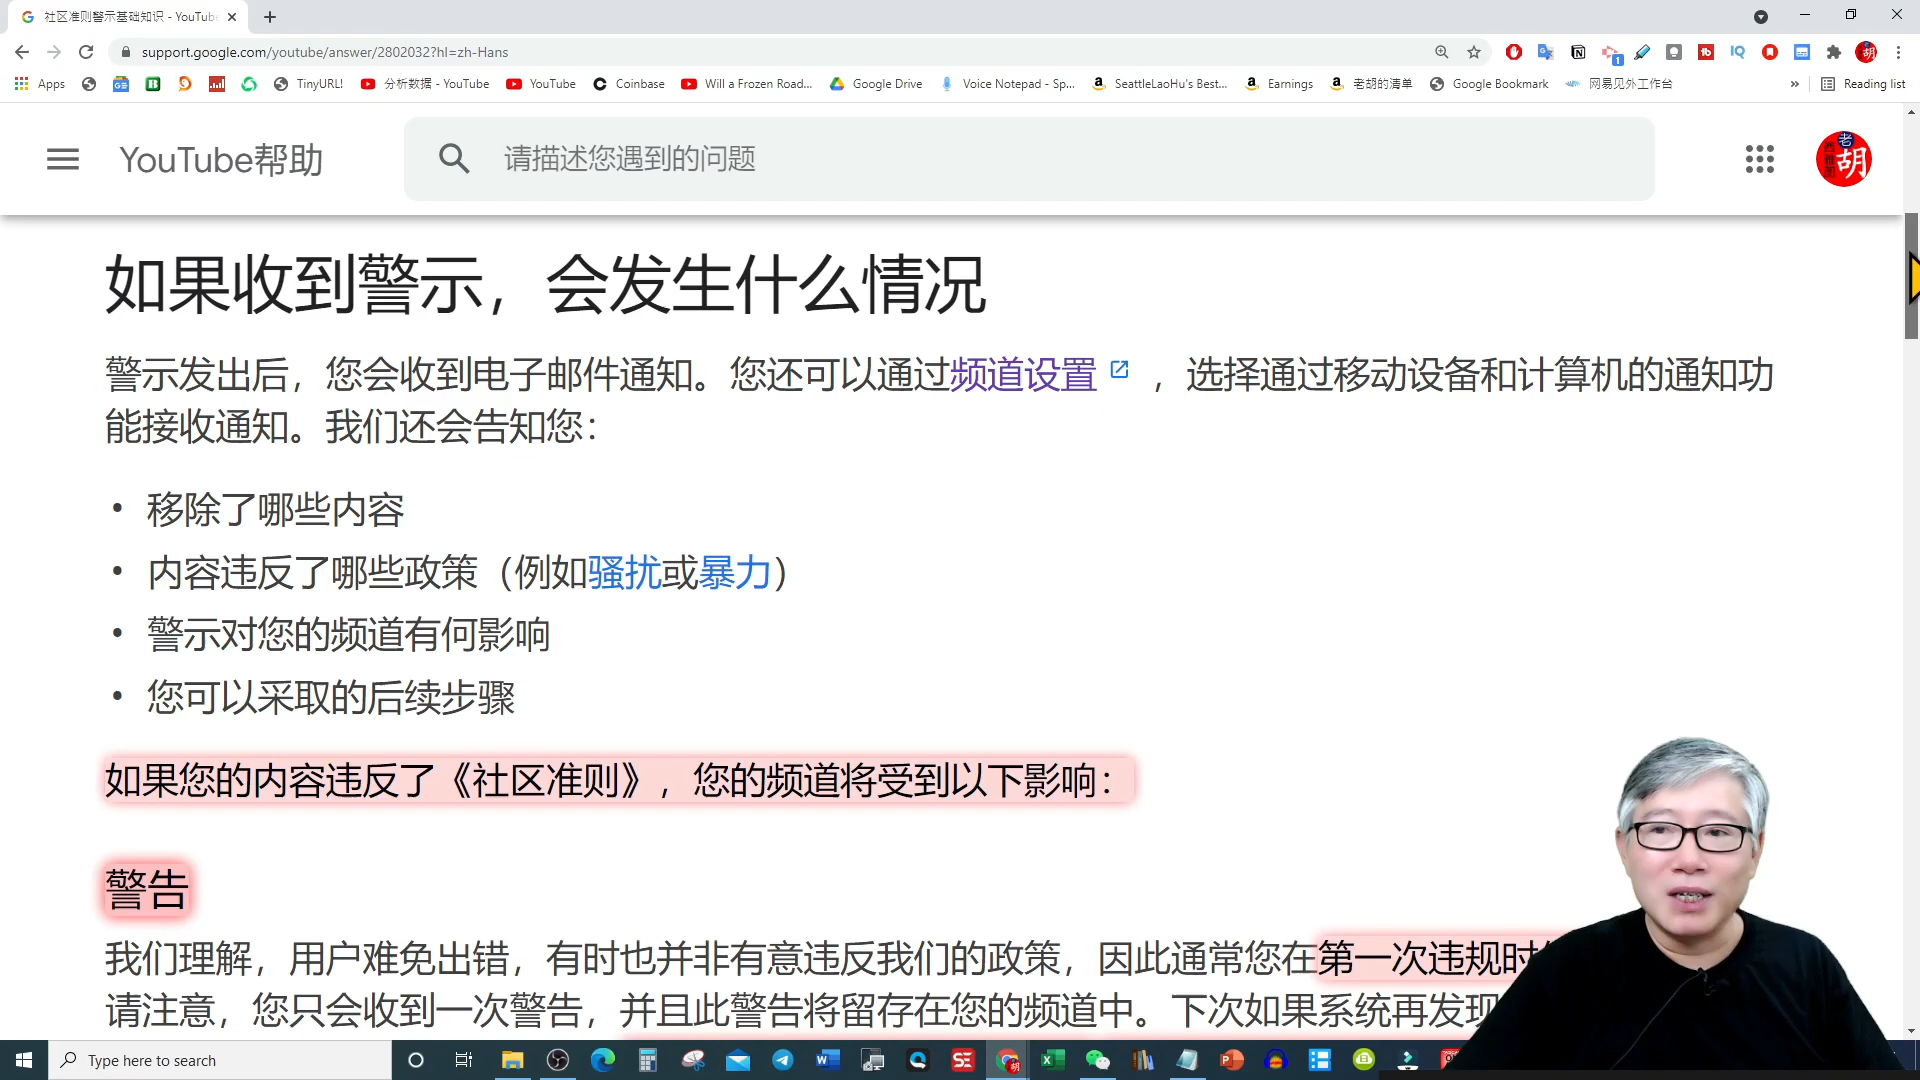 社区准则警示基础知识 - YouTube
support.google.com/youtube/answer/2802032?hl=zh-Hans
Apps
TinyURL!
分析数据 - YouTube
YouTube
Coinbase
Will a Frozen Road...
Google Drive
Voice Notepad - Sp...
SeattleLaoHu's Best...
Earnings
老胡的清单
Google Bookmark
网易见外工作台
»
Reading list
YouTube帮助
请描述您遇到的问题
老
西雅图
胡
如果收到警示，会发生什么情况
警示发出后，您会收到电子邮件通知。您还可以通过频道设置 ，选择通过移动设备和计算机的通知功
能接收通知。我们还会告知您：
• 移除了哪些内容
• 内容违反了哪些政策（例如骚扰或暴力）
• 警示对您的频道有何影响
• 您可以采取的后续步骤
如果您的内容违反了《社区准则》，您的频道将受到以下影响：
警告
我们理解，用户难免出错，有时也并非有意违反我们的政策，因此通常您在第一次违规时
请注意，您只会收到一次警告，并且此警告将留存在您的频道中。下次如果系统再发现
Type here to search